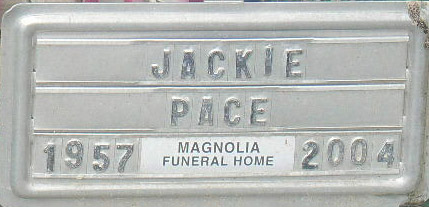 JACKIE
PACE
1957 MAGNOLIA FUNERAL HOME 2004